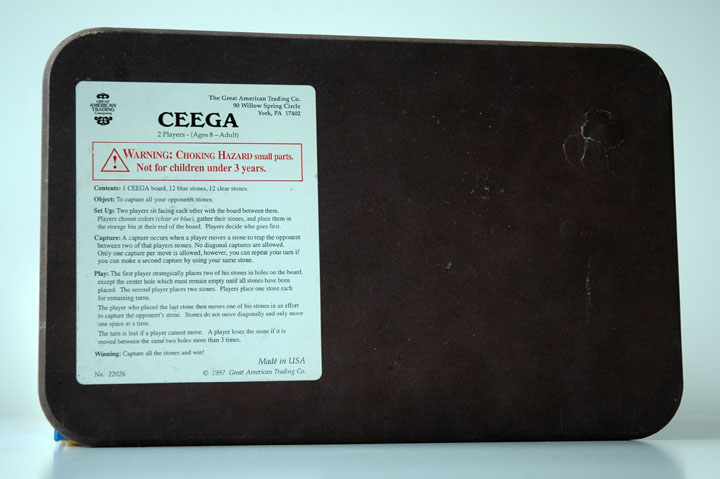 GREAT
AMERICAN
TRADING
Company
The Great American Trading Co.
90 Willow Spring Circle
York, PA 17402
CEEGA
2 Players - (Ages 8 – Adult)
WARNING: CHOKING HAZARD small parts.
Not for children under 3 years.
Contents: 1 CEEGA board, 12 blue stones, 12 clear stones.
Object: To capture all your opponents stones.
Set Up: Two players sit facing each other with the board between them.
Players choose colors (clear or blue), gather their stones, and place them in
the storage bin at their end of the board. Players decide who goes first.
Capture: A capture occurs when a player moves a stone to trap the opponent
between two of that players stones. No diagonal captures are allowed.
Only one capture per move is allowed, however, you can repeat your turn if
you can make a second capture by using your same stone.
Play: The first player strategically places two of his stones in holes on the board,
except the center hole which must remain empty until all stones have been
placed. The second player places two stones. Players place one stone each
for remaining turns.
The player who placed the last stone then moves one of his stones in an effort
to capture the opponent's stone. Stones do not move diagonally and only move
one space at a time.
The turn is lost if a player cannot move. A player loses the stone if it is
moved between the same two holes more than 3 times.
Winning: Capture all the stones and win!
Made in USA
No. 22026
© 1997 Great American Trading Co.